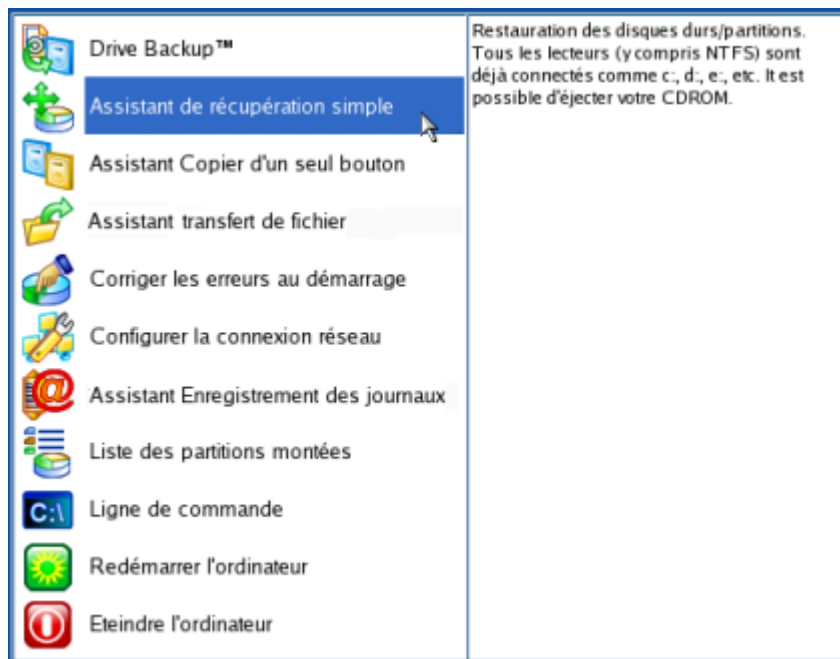 Drive Backup™
Assistant de récupération simple
Assistant Copier d'un seul bouton
Assistant transfert de fichier
Corriger les erreurs au démarrage
Configurer la connexion réseau
Assistant Enregistrement des journaux
Liste des partitions montées
C:\
Ligne de commande
Redémarrer l'ordinateur
Eteindre l'ordinateur
Restauration des disques durs/partitions.
Tous les lecteurs (y compris NTFS) sont
déjà connectés comme c:, d:, e:, etc. It est
possible d'éjecter votre CDROM.